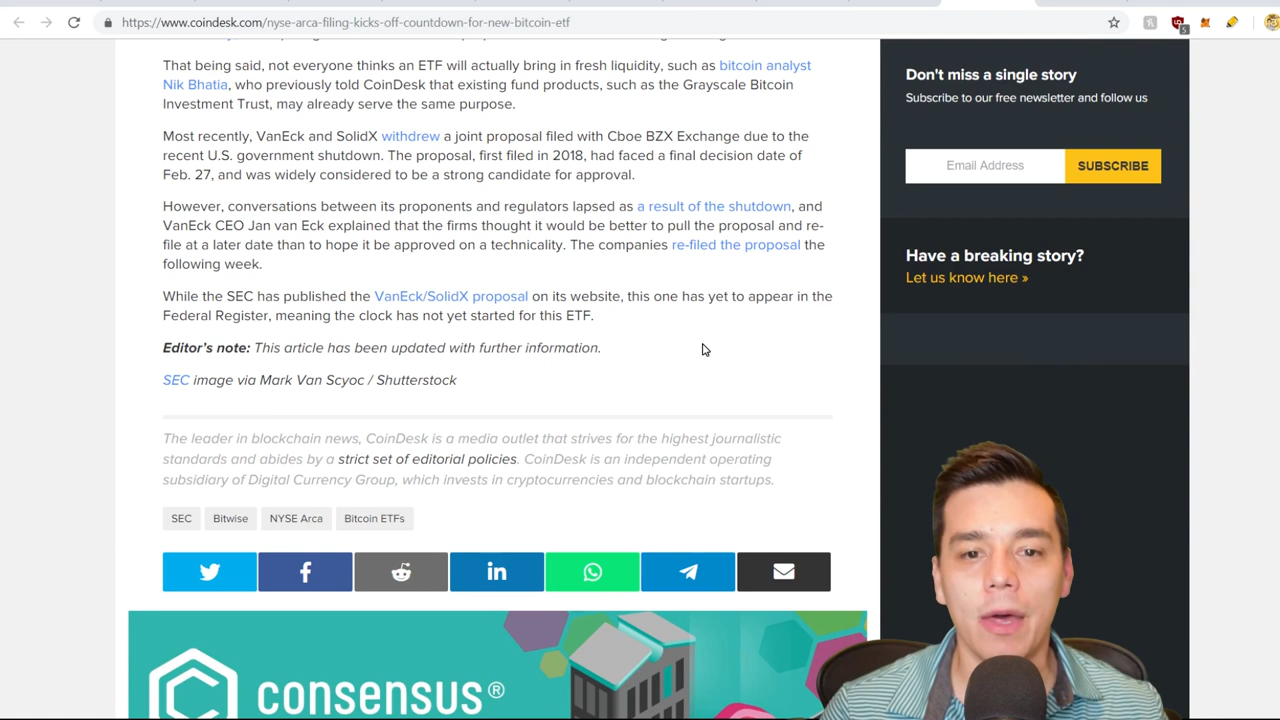 https://www.coindesk.com/nyse-arca-filing-kicks-off-countdown-for-new-bitcoin-etf
5
That being said, not everyone thinks an ETF will actually bring in fresh liquidity, such as bitcoin analyst
Nik Bhatia, who previously told CoinDesk that existing fund products, such as the Grayscale Bitcoin
Investment Trust, may already serve the same purpose.
Most recently, VanEck and SolidX withdrew a joint proposal filed with Cboe BZX Exchange due to the
recent U.S. government shutdown. The proposal, first filed in 2018, had faced a final decision date of
Feb. 27, and was widely considered to be a strong candidate for approval.
However, conversations between its proponents and regulators lapsed as a result of the shutdown, and
VanEck CEO Jan van Eck explained that the firms thought it would be better to pull the proposal and re-
file at a later date than to hope it be approved on a technicality. The companies re-filed the proposal the
following week.
While the SEC has published the VanEck/SolidX proposal on its website, this one has yet to appear in the
Federal Register, meaning the clock has not yet started for this ETF.
Editor's note: This article has been updated with further information.
SEC image via Mark Van Scyoc / Shutterstock
The leader in blockchain news, CoinDesk is a media outlet that strives for the highest journalistic
standards and abides by a strict set of editorial policies. CoinDesk is an independent operating
subsidiary of Digital Currency Group, which invests in cryptocurrencies and blockchain startups.
SEC Bitwise NYSE Arca Bitcoin ETFs
consensus®
Don't miss a single story
Subscribe to our free newsletter and follow us
Email Address SUBSCRIBE
Have a breaking story?
Let us know here »